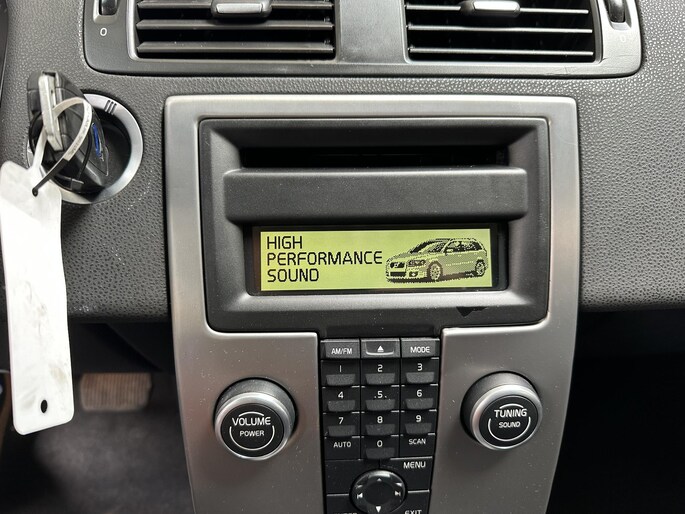 0
HIGH
PERFORMANCE
SOUND
AM/FM
MODE
1 2 3
4 .5. 6
7 8 9
AUTO 0 SCAN
MENU
EXIT
VOLUME
POWER
TUNING
SOUND